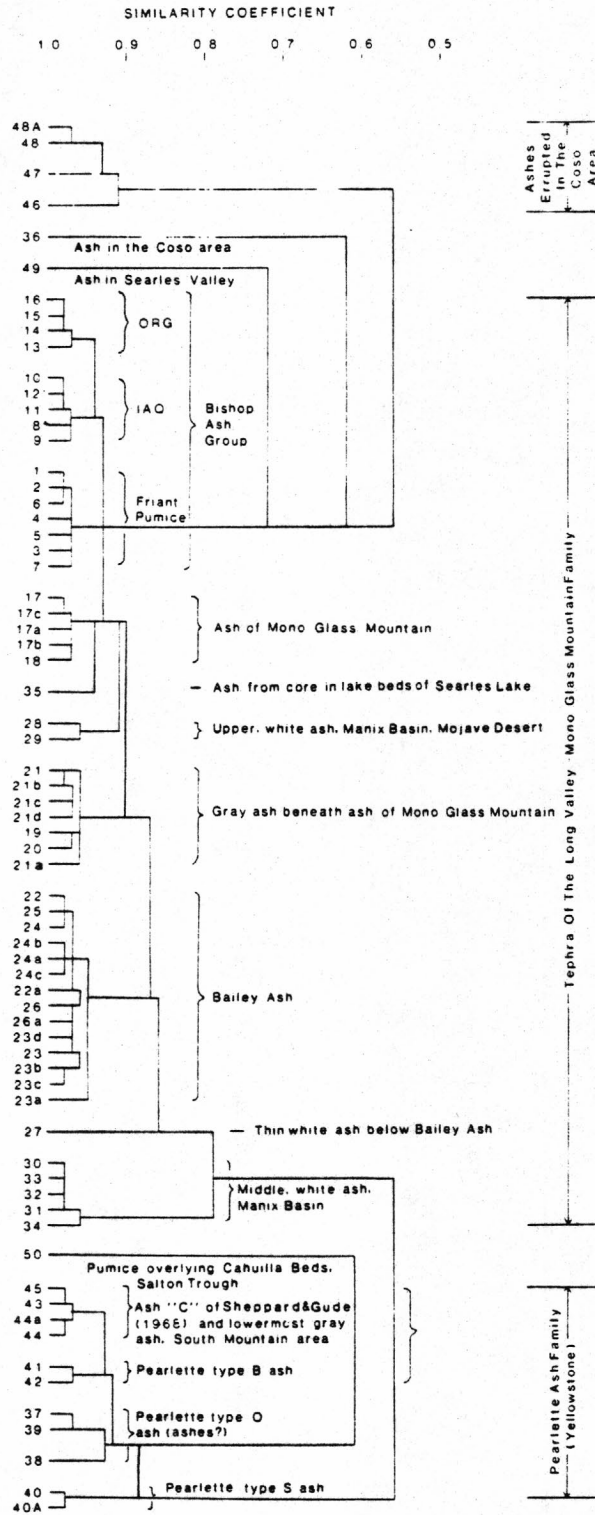 SIMILARITY COEFFICIENT
1.0 0.9 0.8 0.7 0.6 0.5
48A
48
47
46
Ashes
Errupted
In The
Coso
Area
36
Ash in the Coso area
49
Ash in Searles Valley
16
15
14
13
ORG
10
12
11
8
9
IAQ
Bishop
Ash
Group
1
2
6
4
5
3
7
Friant
Pumice
17
17c
17a
17b
18
Ash of Mono Glass Mountain
35
Ash from core in lake beds of Searles Lake
28
29
Upper, white ash, Manix Basin, Mojave Desert
21
21b
21c
21d
19
20
21a
Gray ash beneath ash of Mono Glass Mountain
22
25
24
24b
24a
24c
22a
26
26a
23d
23
23b
23c
23a
Bailey Ash
27
Thin white ash below Bailey Ash
30
33
32
31
34
Middle, white ash,
Manix Basin
Tephra Of The Long Valley-Mono Glass Mountain Family
50
Pumice overlying Cahuilla Beds,
Salton Trough
45
43
44a
44
Ash "C" of Sheppard&Gude
(1968) and lowermost gray
ash, South Mountain area
41
42
Pearlette type B ash
37
39
38
Pearlette type O
ash (ashes?)
40
40A
Pearlette type S ash
Pearlette Ash Family
(Yellowstone)